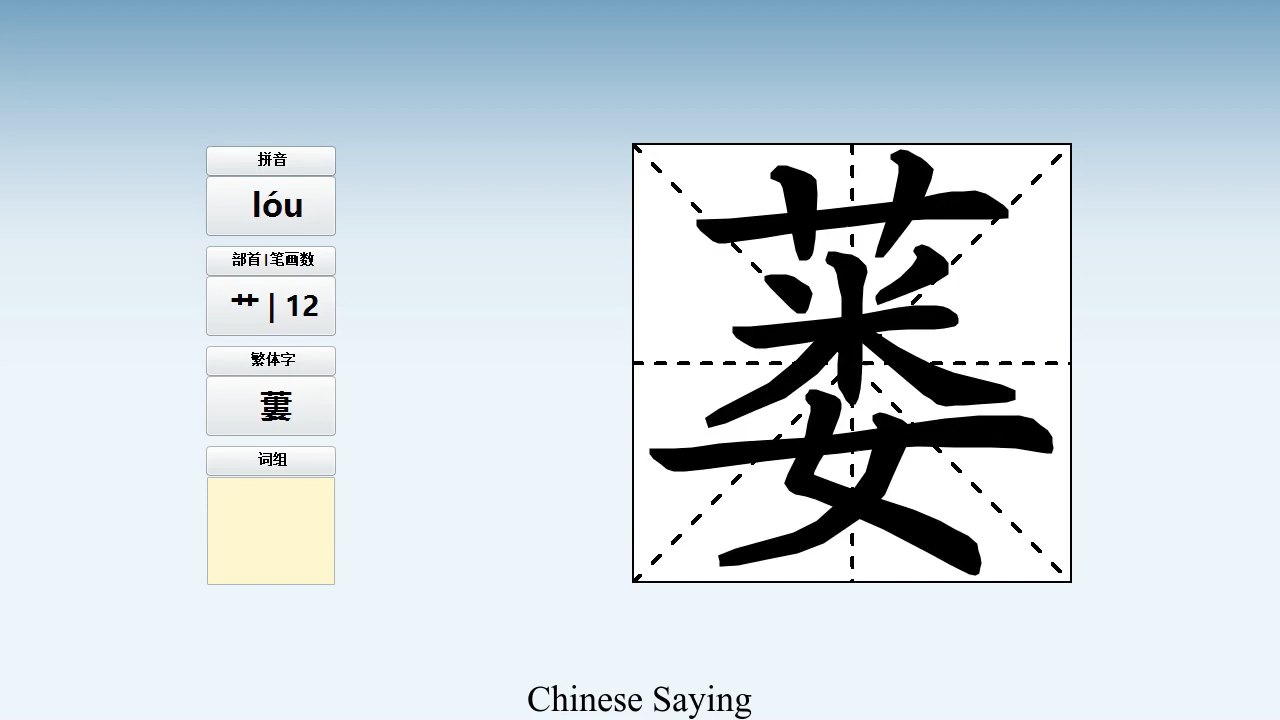 拼音
lóu
部首|笔画数
艹 | 12
繁体字
蔞
词组
蒌
Chinese Saying